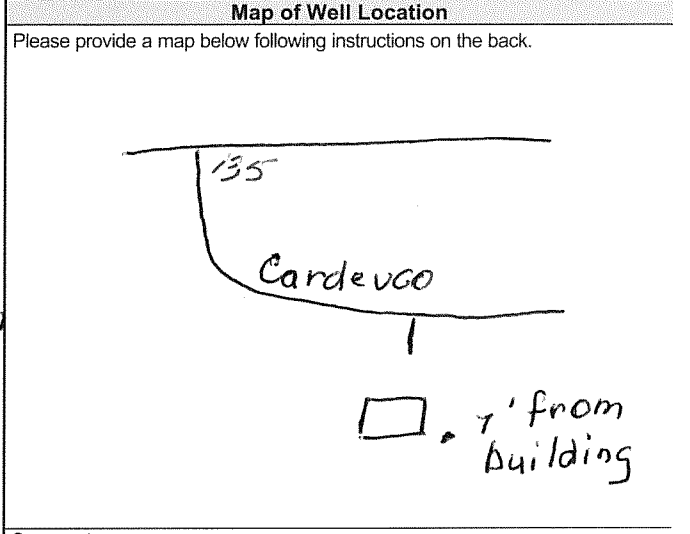 Map of Well Location
Please provide a map below following instructions on the back.
135
Cardevco
7' from
building